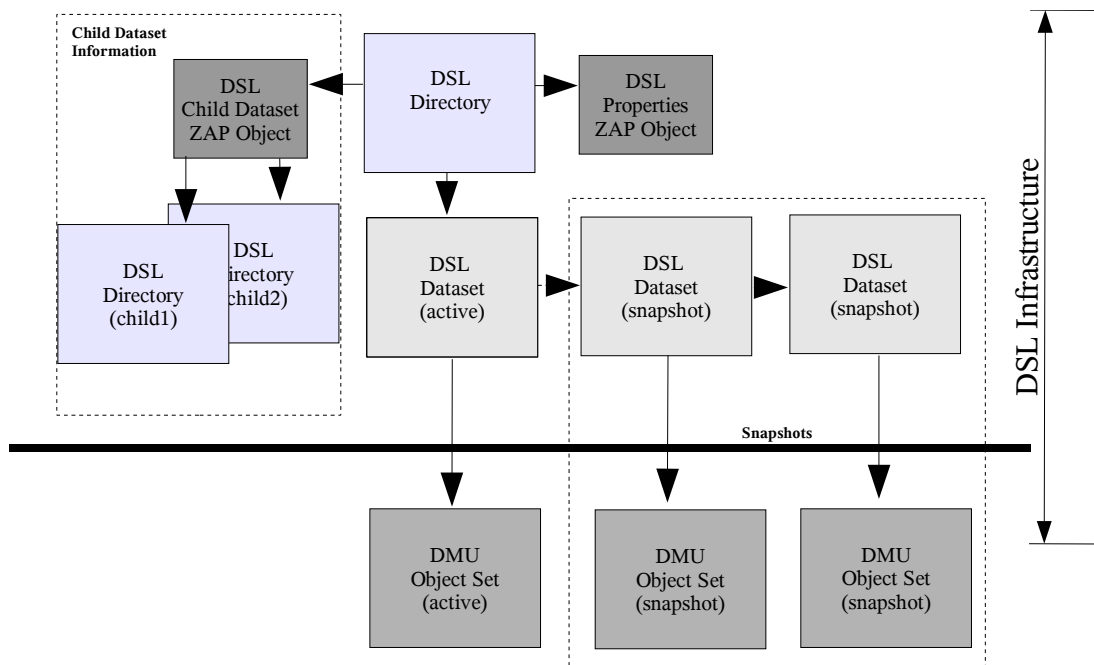 Child Dataset
Information
DSL
Child Dataset
ZAP Object
DSL
Directory
DSL
Properties
ZAP Object
DSL
Directory
(child1)
DSL
irectory
child2)
DSL
Dataset
(active)
DSL
Dataset
(snapshot)
DSL
Dataset
(snapshot)
DSL Infrastructure
Snapshots
DMU
Object Set
(active)
DMU
Object Set
(snapshot)
DMU
Object Set
(snapshot)